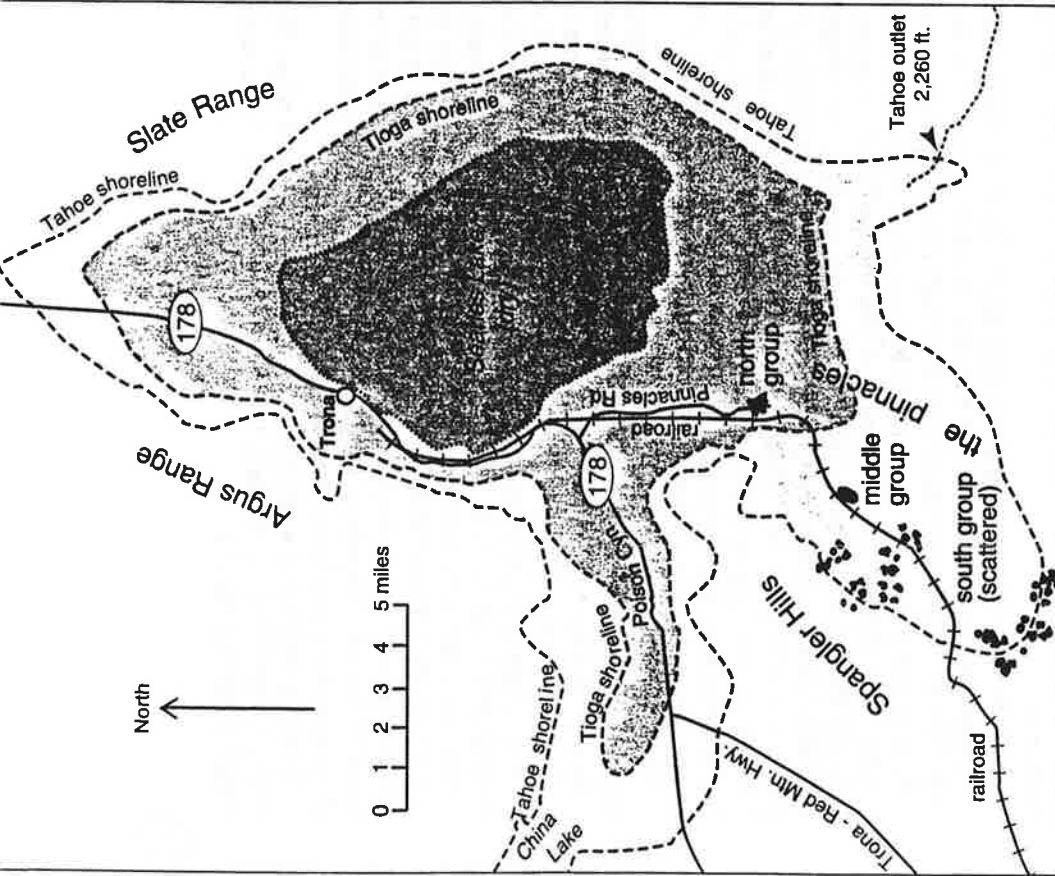 Slate Range
Tahoe shoreline
Tioga shoreline
Tahoe
shoreline
Tahoe outlet
2,260 ft.
178
Trona
Argus Range
Pinnacles Rd.
railroad
north
group
Tioga shoreline
the pinnacles
178
Poison Cyn.
middle
group
south group
(scattered)
Spangler Hills
North
0 1 2 3 4 5 miles
Tahoe shoreline
Tioga shoreline
China
Lake
Trona - Red Mtn. Hwy.
railroad